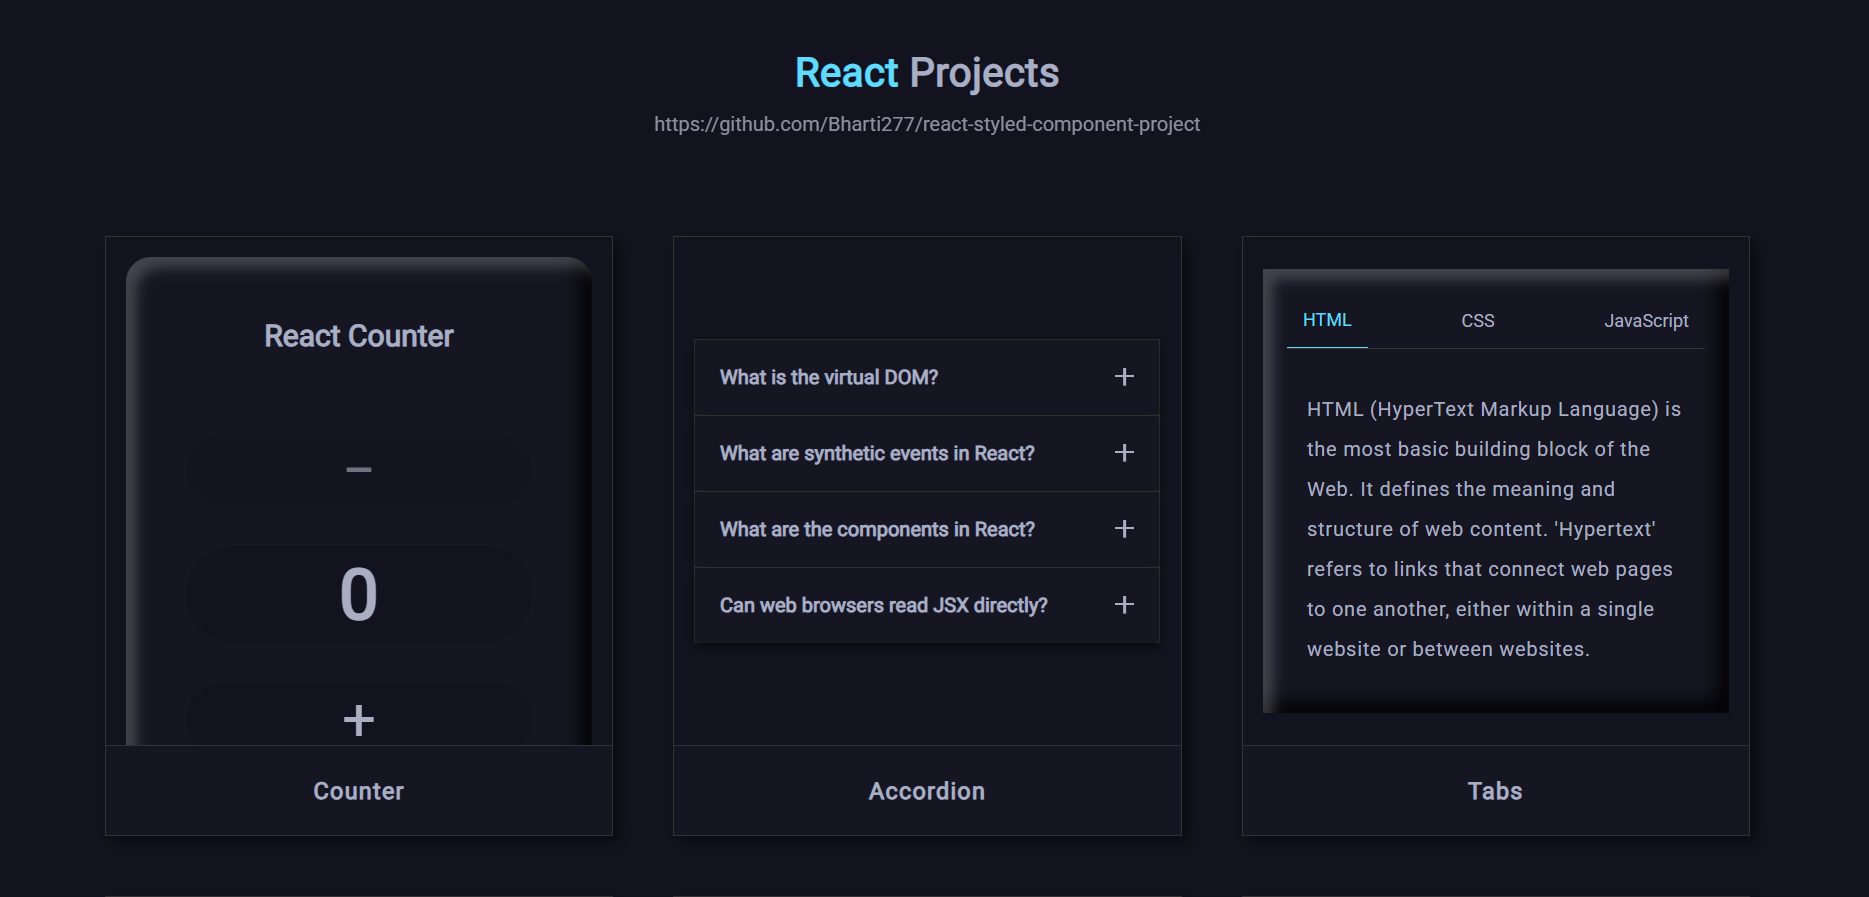 React Projects
https://github.com/Bharti277/react-styled-component-project
React Counter
−
0
+
Counter
What is the virtual DOM? +
What are synthetic events in React? +
What are the components in React? +
Can web browsers read JSX directly? +
Accordion
HTML CSS JavaScript
HTML (HyperText Markup Language) is
the most basic building block of the
Web. It defines the meaning and
structure of web content. 'Hypertext'
refers to links that connect web pages
to one another, either within a single
website or between websites.
Tabs